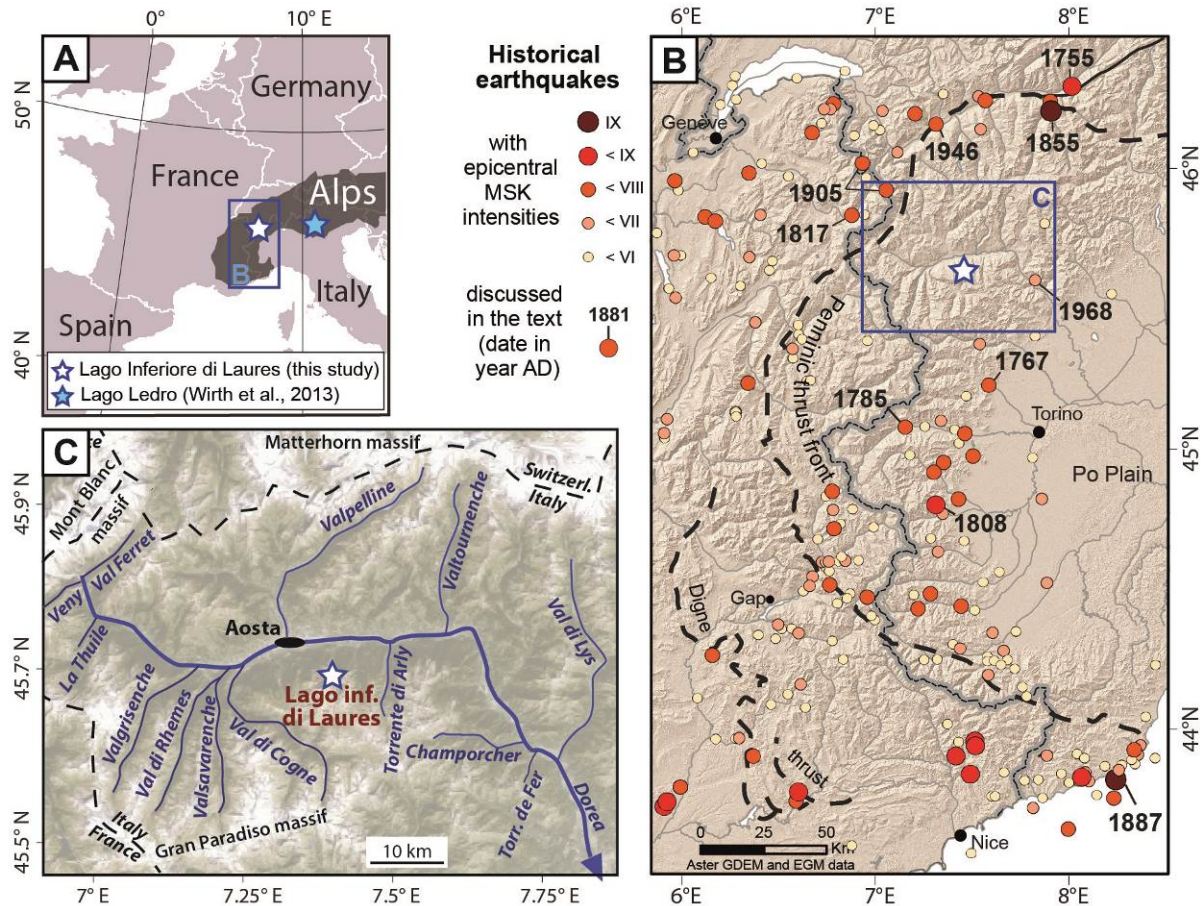 0°
10° E
50° N
40° N
A
Germany
France
Alps
B
Italy
Spain
Lago Inferiore di Laures (this study)
Lago Ledro (Wirth et al., 2013)
Historical
earthquakes
with
epicentral
MSK
intensities
IX
< IX
< VIII
< VII
< VI
discussed
in the text
(date in
year AD)
1881
6° E
7° E
8° E
B
1755
Genève
1946
1855
46° N
1905
C
1817
1968
Penninic thrust front
1767
1785
Torino
45° N
Po Plain
1808
Gap
Digne
44° N
thrust
1887
0 25 50
Km
Nice
Aster GDEM and EGM data
6° E
7° E
8° E
C
Matterhorn massif
Mont Blanc
massif
Switzerl.
Italy
45.9° N
Valpelline
Valtournenche
Val Ferret
Veny
La Thuile
Aosta
Val di Lys
45.7° N
Lago inf.
di Laures
Valgrisenche
Val di Rhemes
Valsavarenche
Val di Cogne
Torrente di Arly
Champorcher
Torr. de Fer
Dorea
Italy
France
Gran Paradiso massif
45.5° N
10 km
7° E
7.25° E
7.5° E
7.75° E